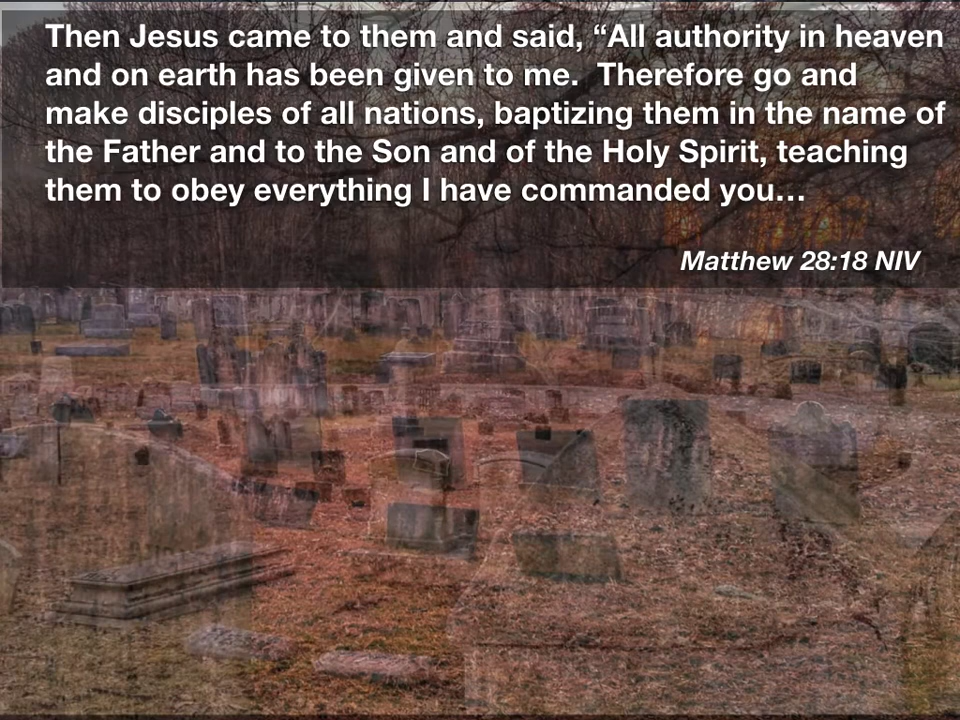 Then Jesus came to them and said, “All authority in heaven
and on earth has been given to me.  Therefore go and
make disciples of all nations, baptizing them in the name of
the Father and to the Son and of the Holy Spirit, teaching
them to obey everything I have commanded you…
Matthew 28:18 NIV